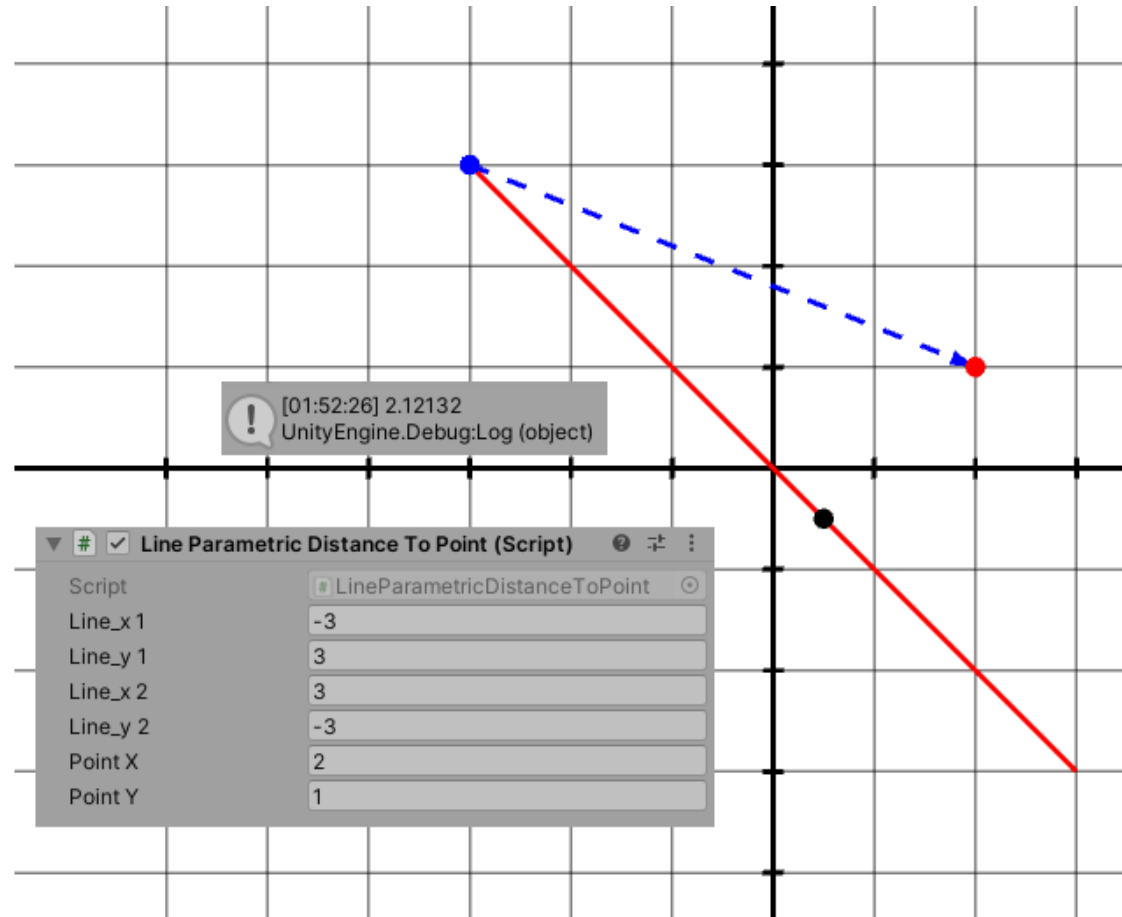 [01:52:26] 2.12132
UnityEngine.Debug:Log (object)
# Line Parametric Distance To Point (Script)
Script # LineParametricDistanceToPoint
Line_x 1 -3
Line_y 1 3
Line_x 2 3
Line_y 2 -3
Point X 2
Point Y 1